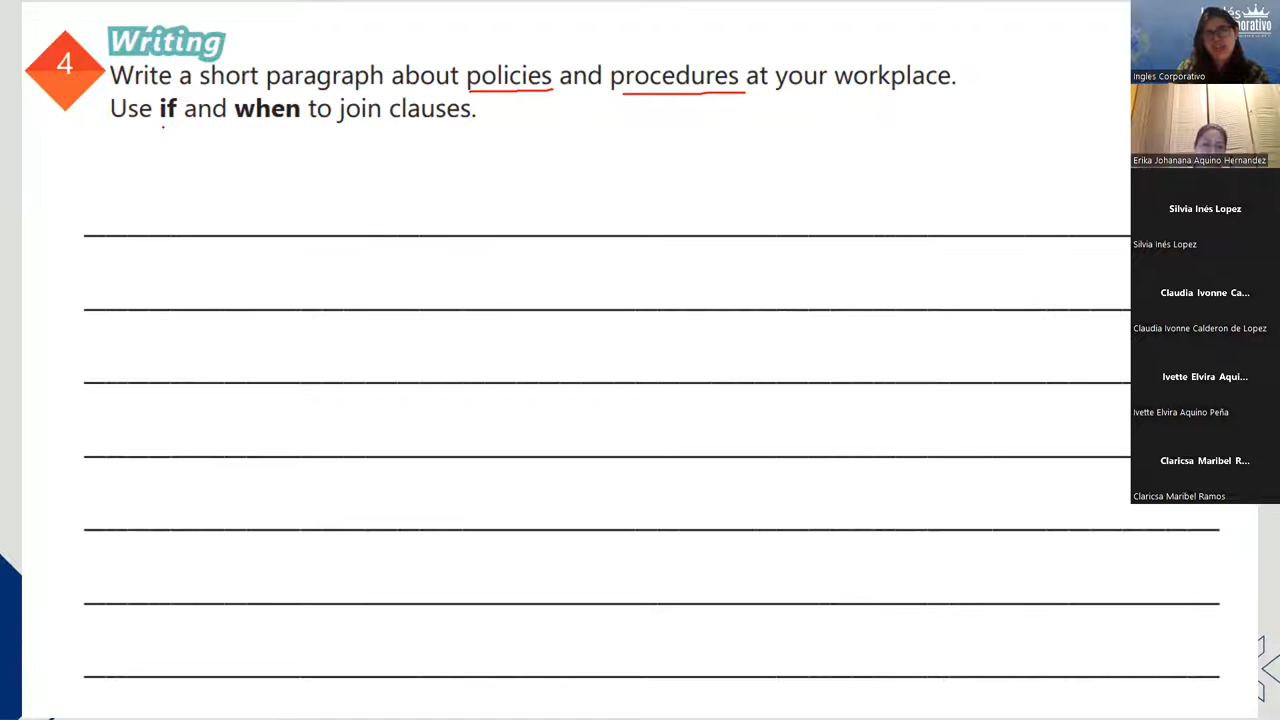 Writing
4
Write a short paragraph about policies and procedures at your workplace.
Use if and when to join clauses.
Ingles Corporativo
Erika Johanana Aquino Hernandez
Silvia Inés Lopez
Silvia Inés Lopez
Claudia Ivonne Ca...
Claudia Ivonne Calderon de Lopez
Ivette Elvira Aqui...
Ivette Elvira Aquino Peña
Claricsa Maribel R...
Claricsa Maribel Ramos